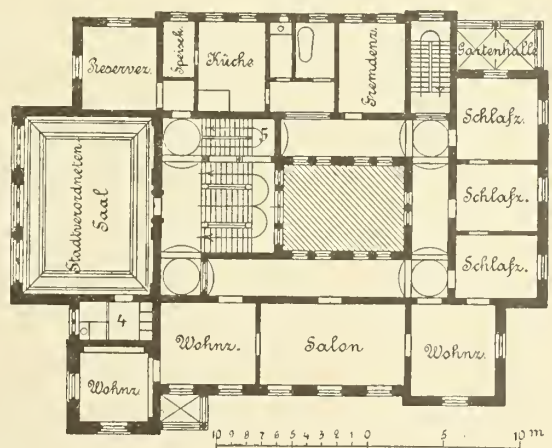 Gartenhalle
Speisek.
Küche
Reservez.
Fremdenz.
Schlafz.
5
Stadtverordneten
Saal
Schlafz.
Schlafz.
4
Wohnz.
Salon
Wohnz.
Wohnz
10 9 8 7 6 5 4 3 2 1 0 5 10 m